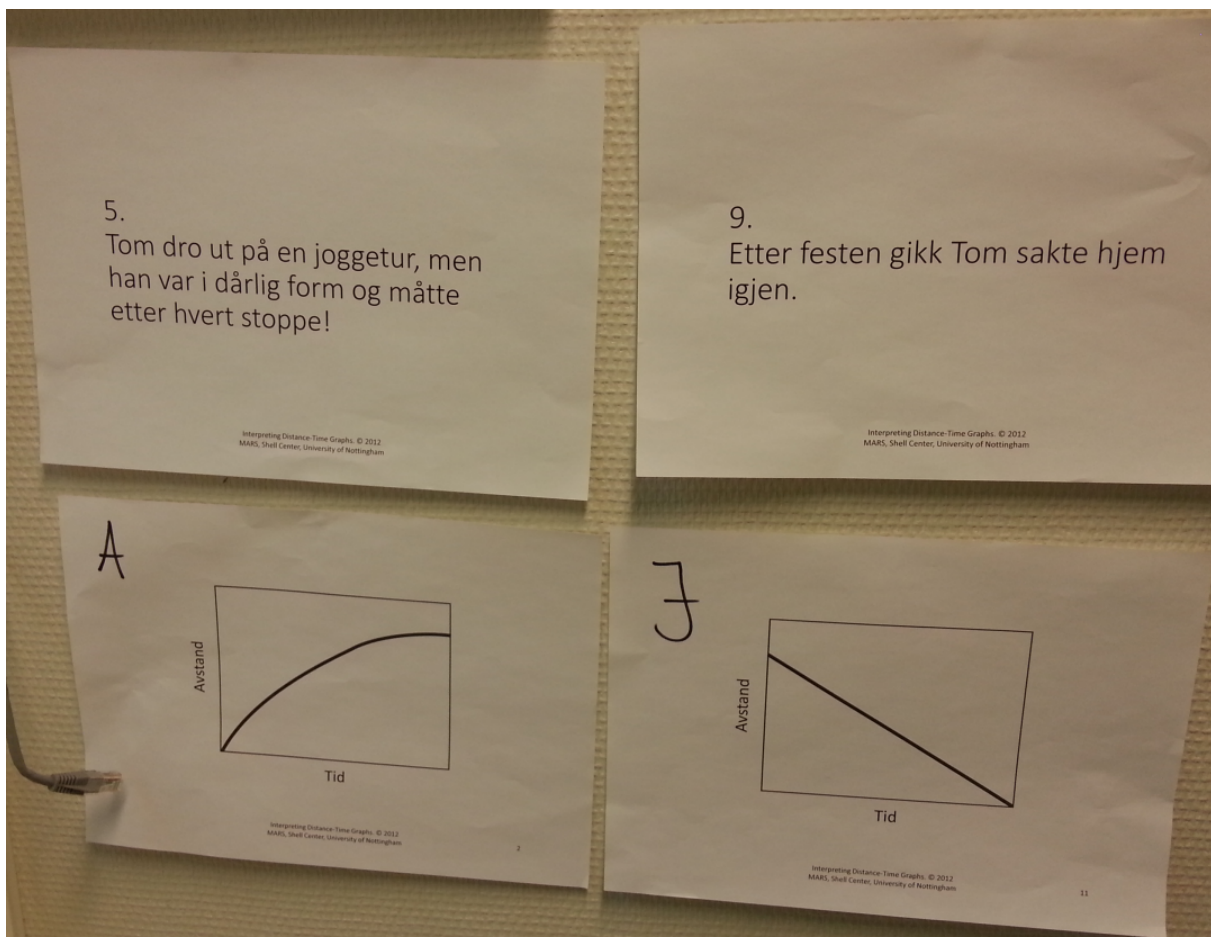 5.
Tom dro ut på en joggetur, men
han var i dårlig form og måtte
etter hvert stoppe!
Interpreting Distance-Time Graphs. © 2012
MARS, Shell Center, University of Nottingham
9.
Etter festen gikk Tom sakte hjem
igjen.
Interpreting Distance-Time Graphs. © 2012
MARS, Shell Center, University of Nottingham
A
Avstand
Tid
Interpreting Distance-Time Graphs. © 2012
MARS, Shell Center, University of Nottingham
2
J
Avstand
Tid
Interpreting Distance-Time Graphs. © 2012
MARS, Shell Center, University of Nottingham
11